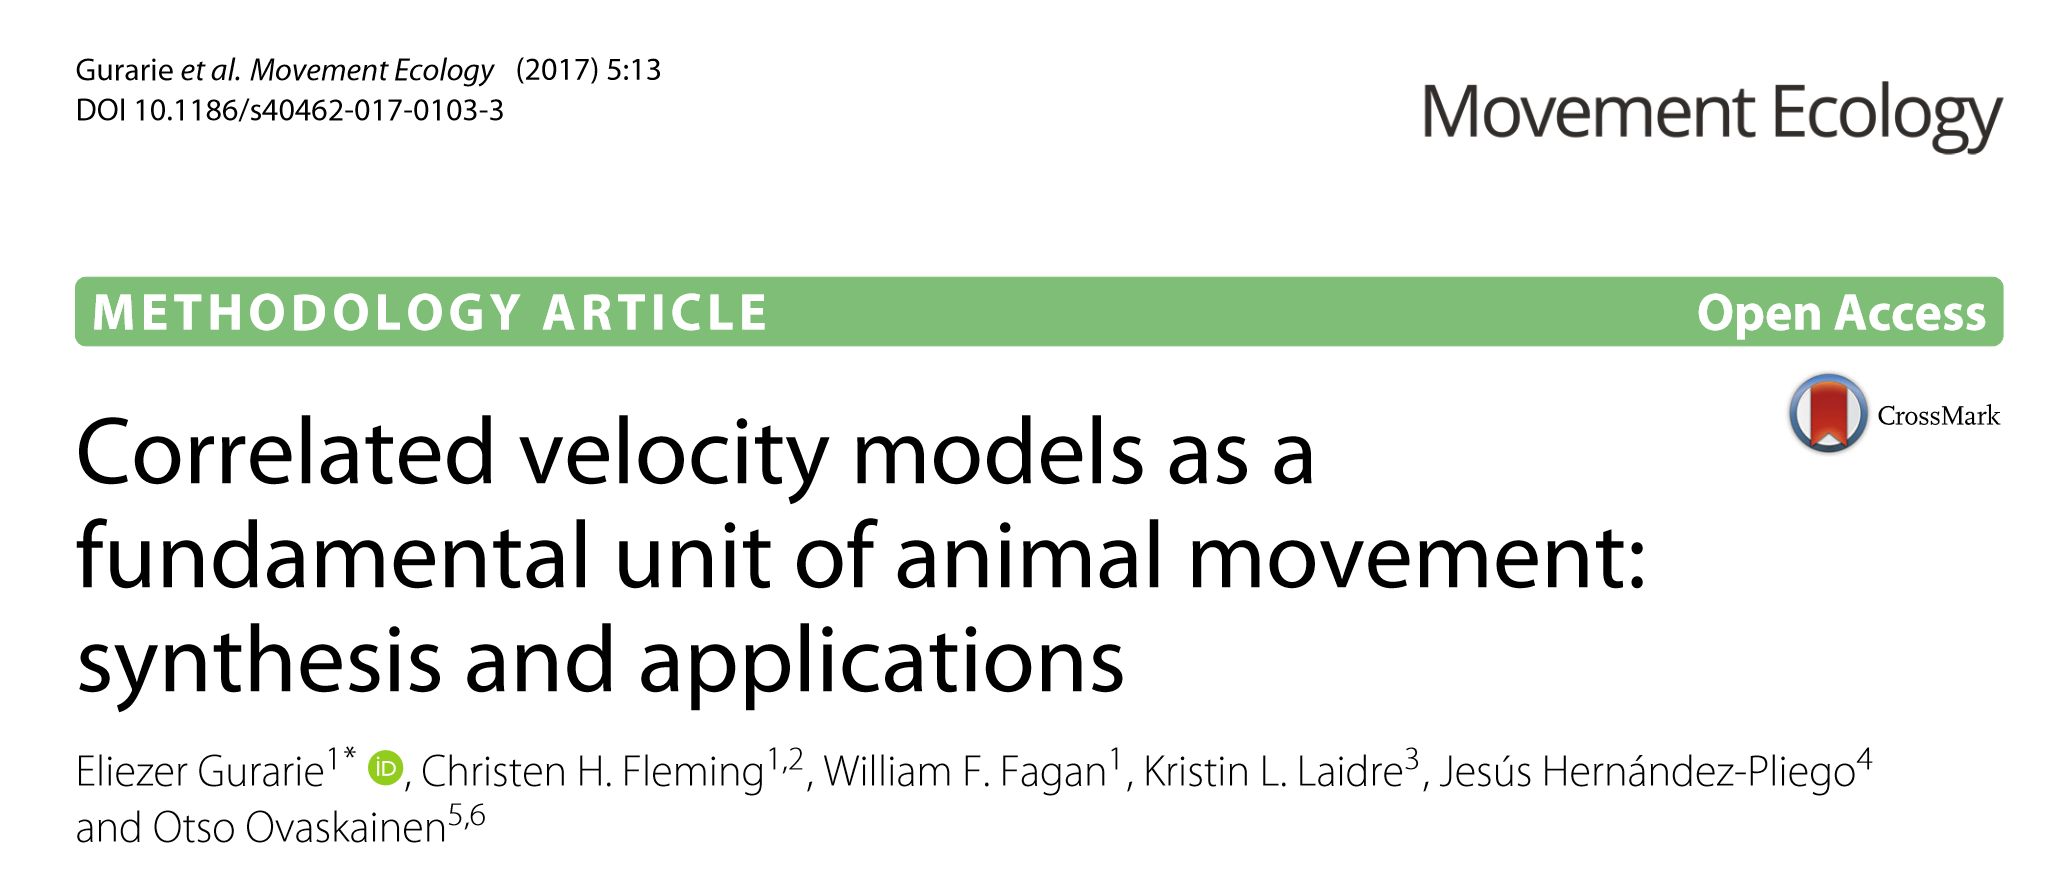 Gurarie et al. Movement Ecology (2017) 5:13
DOI 10.1186/s40462-017-0103-3
Movement Ecology
METHODOLOGY ARTICLE
Open Access
CrossMark
Correlated velocity models as a
fundamental unit of animal movement:
synthesis and applications
Eliezer Gurarie1* iD, Christen H. Fleming1,2, William F. Fagan1, Kristin L. Laidre3, Jesús Hernández-Pliego4
and Otso Ovaskainen5,6